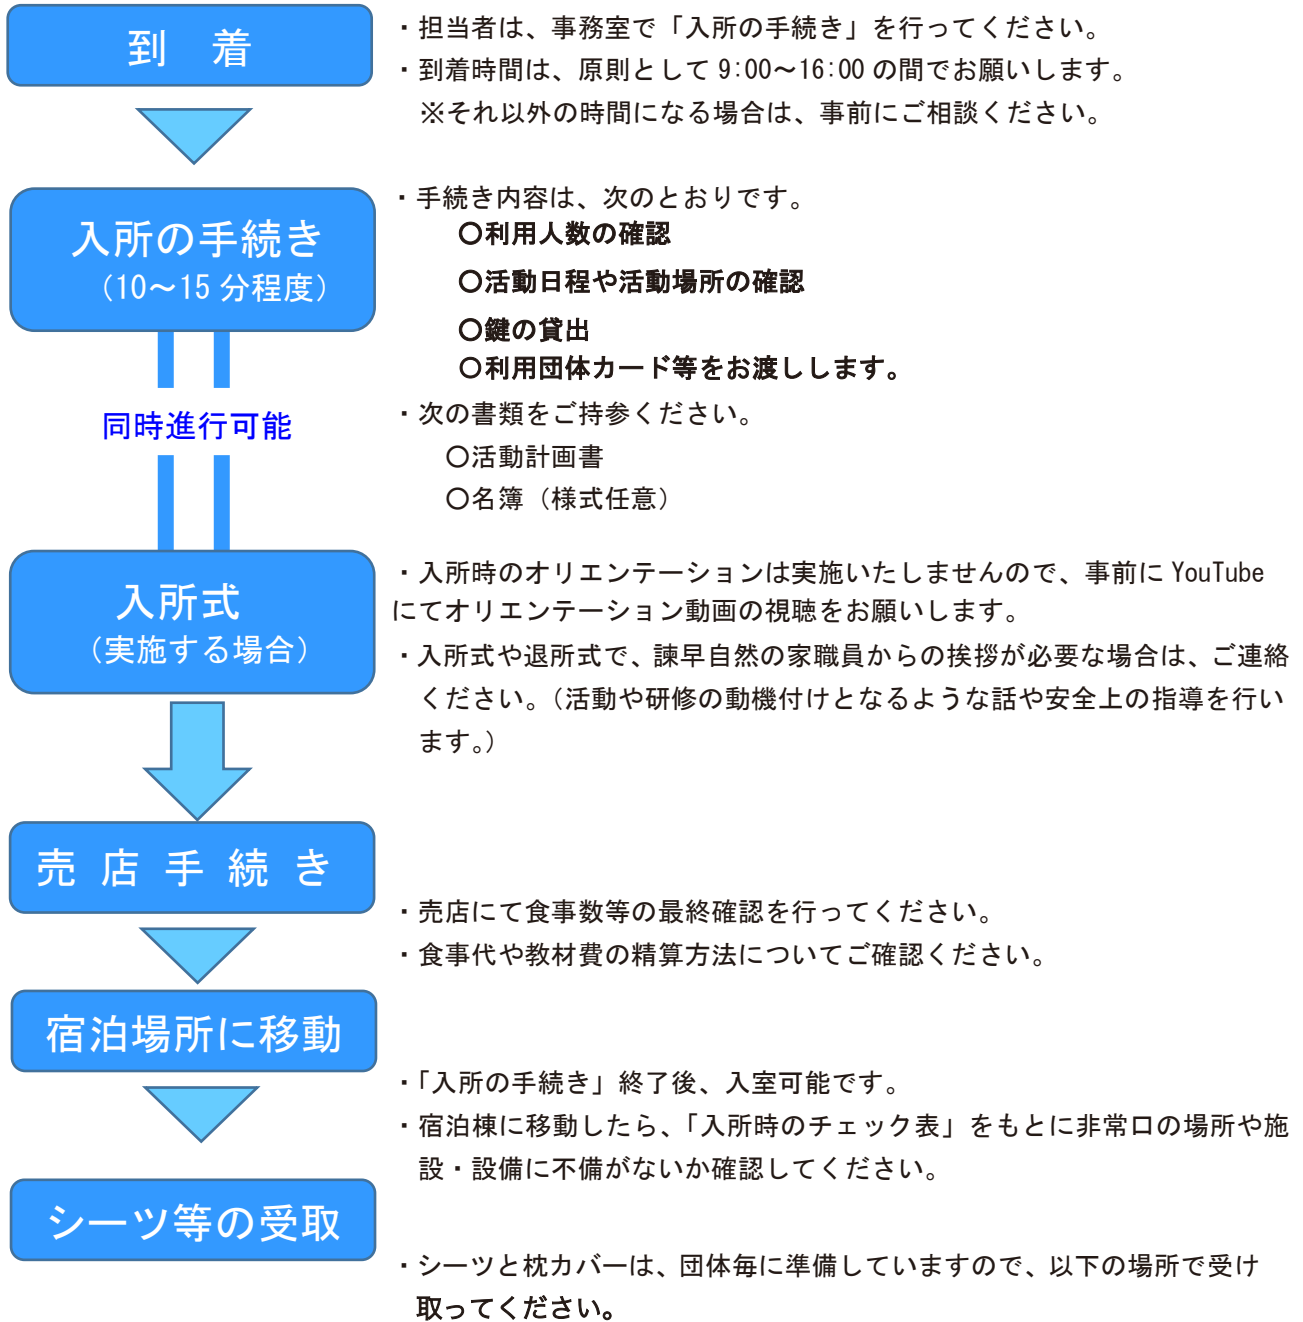 到　着
・担当者は、事務室で「入所の手続き」を行ってください。
・到着時間は、原則として 9:00～16:00 の間でお願いします。
※それ以外の時間になる場合は、事前にご相談ください。
入所の手続き
（10～15 分程度）
・手続き内容は、次のとおりです。
〇利用人数の確認
〇活動日程や活動場所の確認
〇鍵の貸出
〇利用団体カード等をお渡しします。
同時進行可能
・次の書類をご持参ください。
〇活動計画書
〇名簿（様式任意）
入所式
（実施する場合）
・入所時のオリエンテーションは実施いたしませんので、事前に YouTube
にてオリエンテーション動画の視聴をお願いします。
・入所式や退所式で、諫早自然の家職員からの挨拶が必要な場合は、ご連絡
ください。（活動や研修の動機付けとなるような話や安全上の指導を行い
ます。）
売 店 手 続 き
・売店にて食事数等の最終確認を行ってください。
・食事代や教材費の精算方法についてご確認ください。
宿泊場所に移動
・「入所の手続き」終了後、入室可能です。
・宿泊棟に移動したら、「入所時のチェック表」をもとに非常口の場所や施
設・設備に不備がないか確認してください。
シーツ等の受取
・シーツと枕カバーは、団体毎に準備していますので、以下の場所で受け
取ってください。